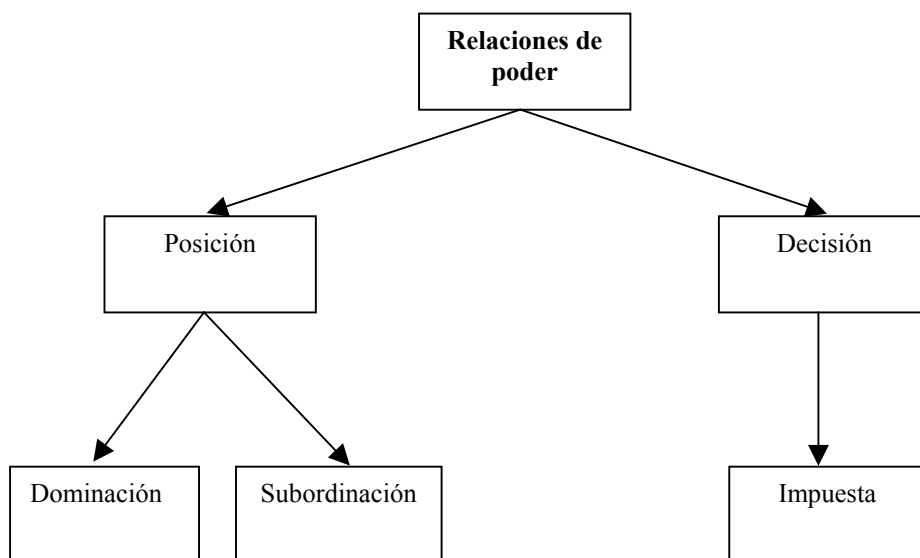 Relaciones de
poder
Posición
Decisión
Dominación
Subordinación
Impuesta